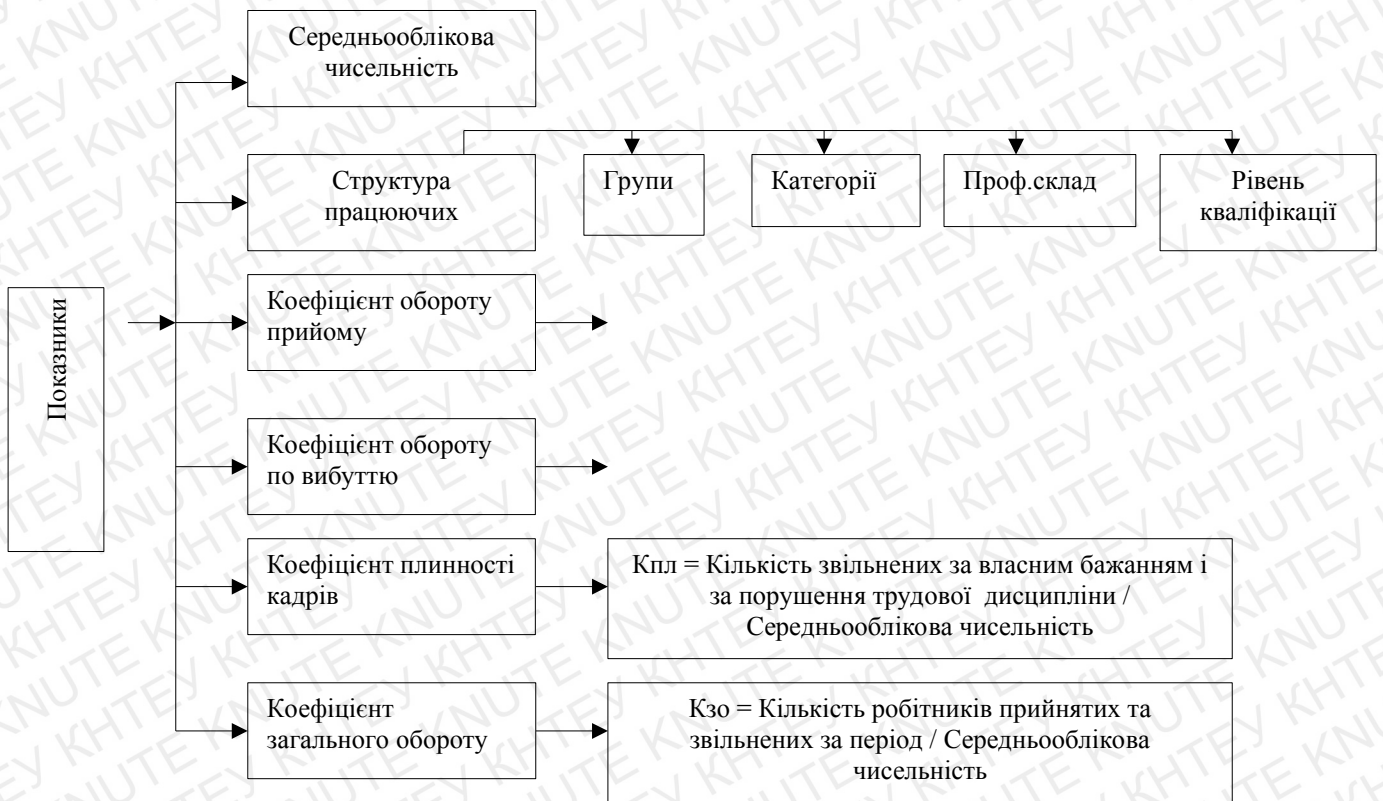 Середньооблікова
чисельність
Структура
працюючих
Групи
Категорії
Проф.склад
Рівень
кваліфікації
Показники
Коефіцієнт обороту
прийому
Коефіцієнт обороту
по вибуттю
Коефіцієнт плинності
кадрів
Кпл = Кількість звільнених за власним бажанням і
за порушення трудової дисципліни /
Середньооблікова чисельність
Коефіцієнт
загального обороту
Кзо = Кількість робітників прийнятих та
звільнених за період / Середньооблікова
чисельність